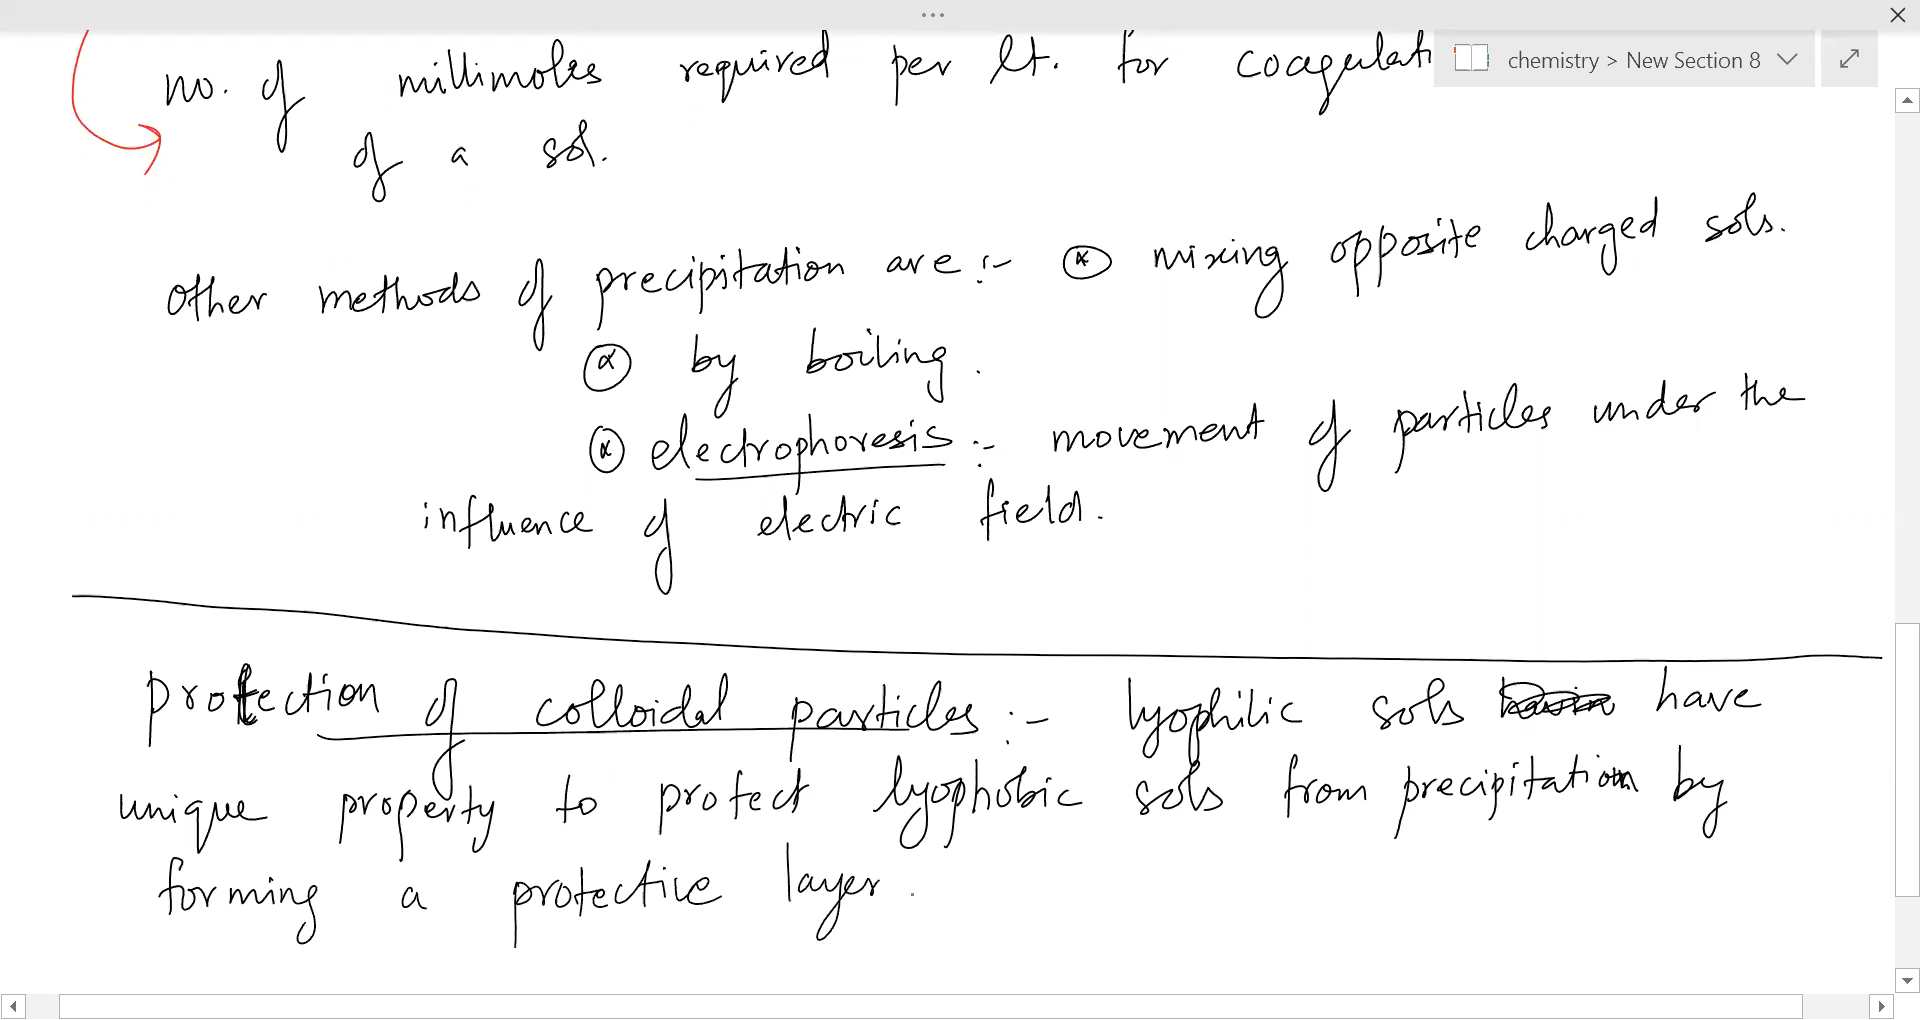 chemistry > New Section 8
no. of millimoles required per lt. for coagulati
of a sol.
Other methods of precipitation are :- mixing opposite charged sols.
by boiling.
electrophoresis :- movement of particles under the
influence of electric field.
Protection of colloidal particles :- lyophilic sols have
unique property to protect lyophobic sols from precipitation by
forming a protective layer.